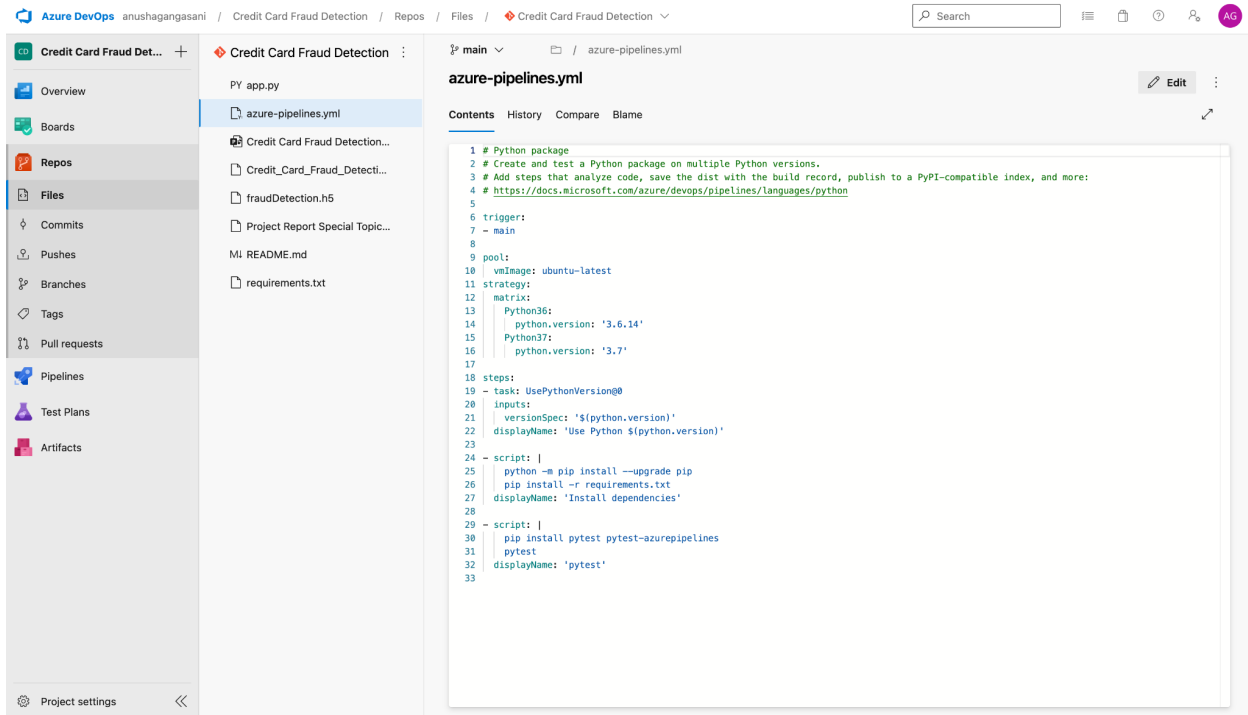 Azure DevOps anushagangasani / Credit Card Fraud Detection / Repos / Files / Credit Card Fraud Detection
Search
AG
CD Credit Card Fraud Det...
Overview
Boards
Repos
Files
Commits
Pushes
Branches
Tags
Pull requests
Pipelines
Test Plans
Artifacts
Project settings
Credit Card Fraud Detection
PY app.py
azure-pipelines.yml
Credit Card Fraud Detection...
Credit_Card_Fraud_Detecti...
fraudDetection.h5
Project Report Special Topic...
M↓ README.md
requirements.txt
main / azure-pipelines.yml
azure-pipelines.yml
Edit
Contents History Compare Blame
1 # Python package
2 # Create and test a Python package on multiple Python versions.
3 # Add steps that analyze code, save the dist with the build record, publish to a PyPI-compatible index, and more:
4 # https://docs.microsoft.com/azure/devops/pipelines/languages/python
5
6 trigger:
7 - main
8
9 pool:
10   vmImage: ubuntu-latest
11 strategy:
12   matrix:
13     Python36:
14       python.version: '3.6.14'
15     Python37:
16       python.version: '3.7'
17
18 steps:
19 - task: UsePythonVersion@0
20   inputs:
21     versionSpec: '$(python.version)'
22   displayName: 'Use Python $(python.version)'
23
24 - script: |
25     python -m pip install --upgrade pip
26     pip install -r requirements.txt
27   displayName: 'Install dependencies'
28
29 - script: |
30     pip install pytest pytest-azurepipelines
31     pytest
32   displayName: 'pytest'
33